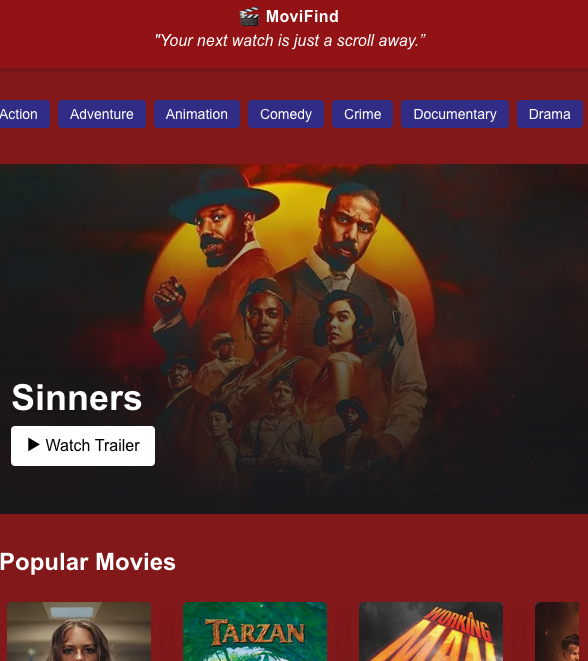 🎬 MoviFind
"Your next watch is just a scroll away.”
Action Adventure Animation Comedy Crime Documentary Drama
Sinners
▶ Watch Trailer
Popular Movies
TARZAN
WORKING
MAN